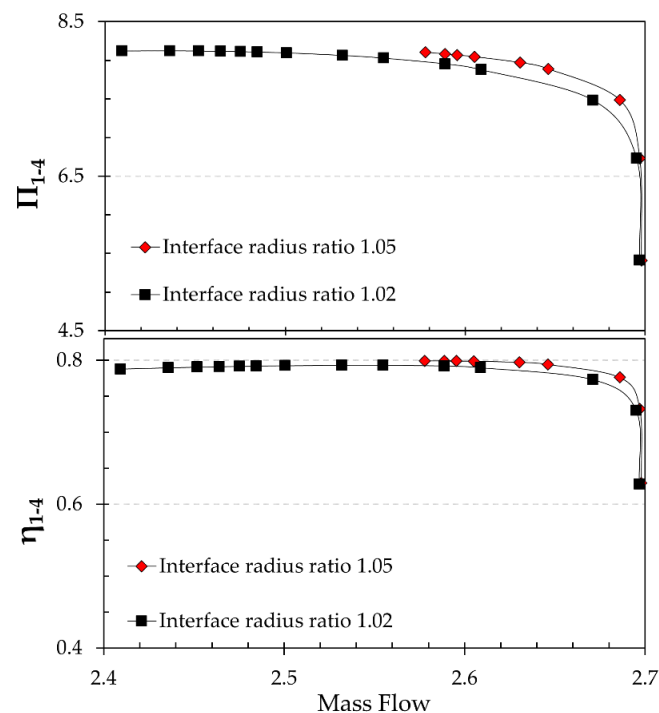 8.5
6.5
4.5
Π1-4
Interface radius ratio 1.05
Interface radius ratio 1.02
0.8
0.6
0.4
η1-4
Interface radius ratio 1.05
Interface radius ratio 1.02
2.4 2.5 2.6 2.7
Mass Flow